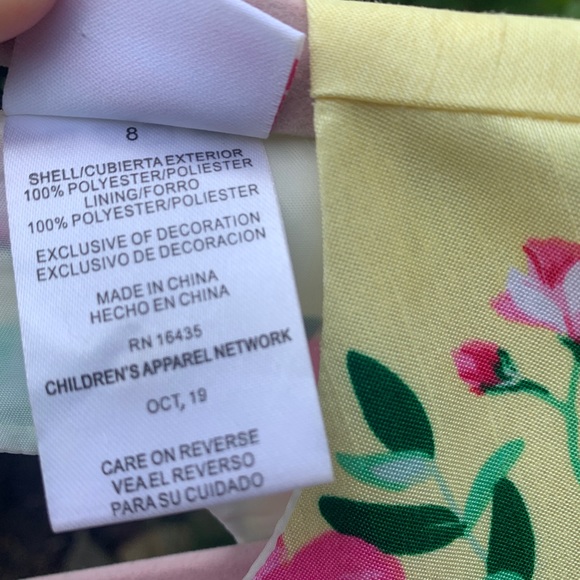 8
SHELL/CUBIERTA EXTERIOR
100% POLYESTER/POLIESTER
LINING/FORRO
100% POLYESTER/POLIESTER
EXCLUSIVE OF DECORATION
EXCLUSIVO DE DECORACION
MADE IN CHINA
HECHO EN CHINA
RN 16435
CHILDREN'S APPAREL NETWORK
OCT, 19
CARE ON REVERSE
VEA EL REVERSO
PARA SU CUIDADO